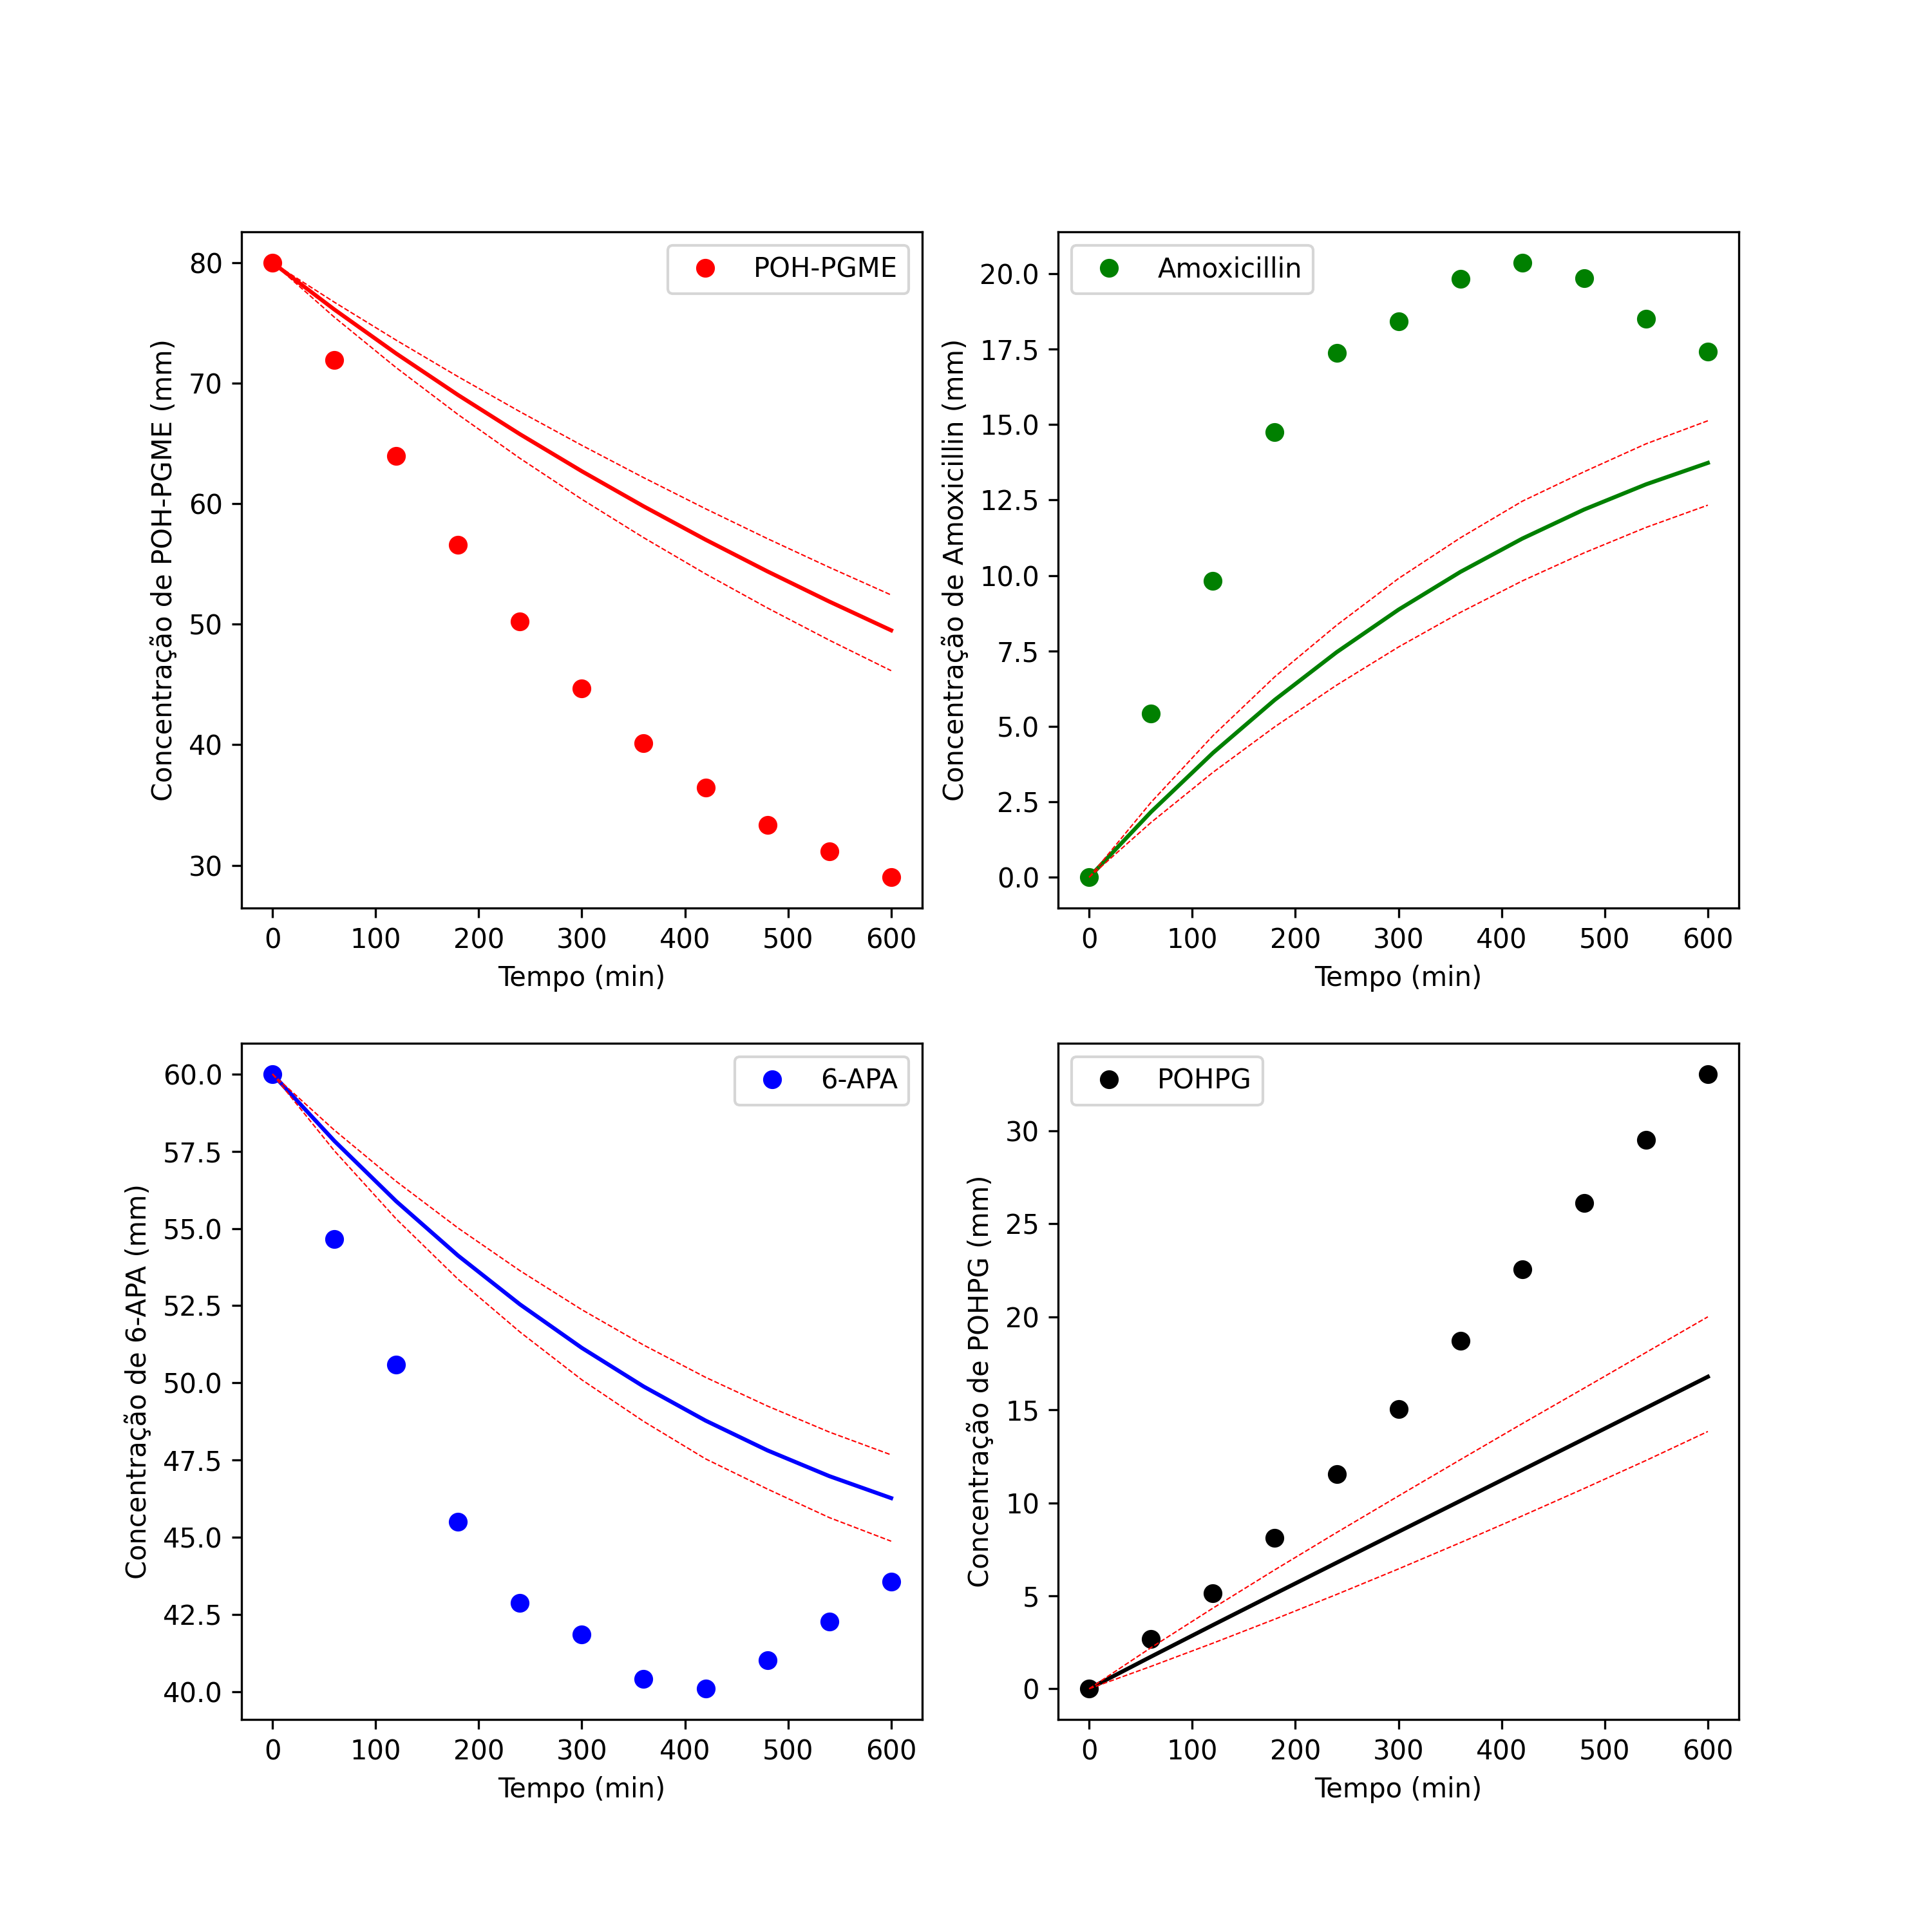 POH-PGME
Concentração de POH-PGME (mm)
80
70
60
50
40
30
0 100 200 300 400 500 600
Tempo (min)
Amoxicillin
Concentração de Amoxicillin (mm)
20.0
17.5
15.0
12.5
10.0
7.5
5.0
2.5
0.0
0 100 200 300 400 500 600
Tempo (min)
6-APA
Concentração de 6-APA (mm)
60.0
57.5
55.0
52.5
50.0
47.5
45.0
42.5
40.0
0 100 200 300 400 500 600
Tempo (min)
POHPG
Concentração de POHPG (mm)
30
25
20
15
10
5
0
0 100 200 300 400 500 600
Tempo (min)